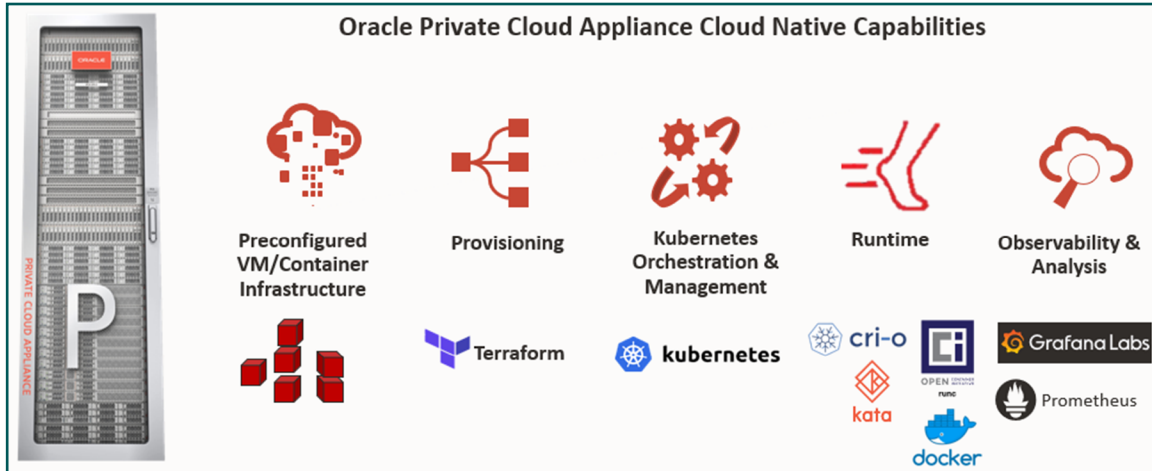 Oracle Private Cloud Appliance Cloud Native Capabilities
ORACLE
PRIVATE CLOUD APPLIANCE
P
Preconfigured
VM/Container
Infrastructure
Provisioning
Terraform
Kubernetes
Orchestration &
Management
kubernetes
Runtime
cri-o
kata
Ci
OPEN CONTAINER INITIATIVE
runc
docker
Observability &
Analysis
Grafana Labs
Prometheus